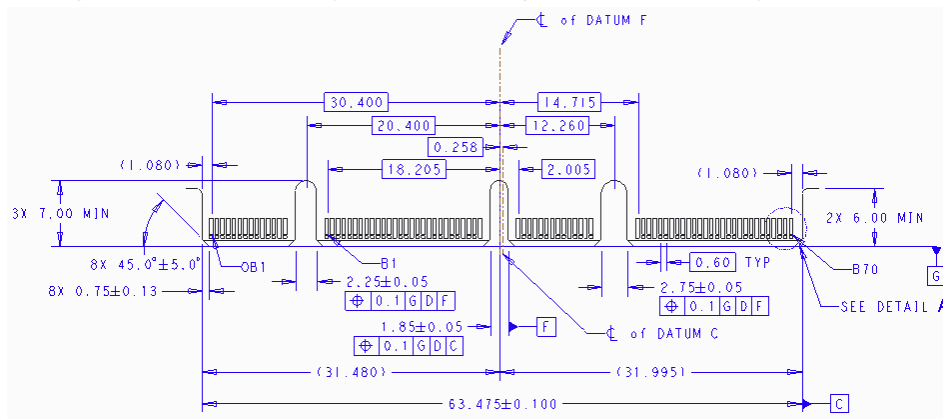 ℄ of DATUM F
30.400
14.715
20.400
12.260
0.258
(1.080)
18.205
2.005
(1.080)
3X 7.00 MIN
2X 6.00 MIN
8X 45.0°±5.0°
OB1
B1
0.60 TYP
B70
G
8X 0.75±0.13
2.25±0.05
⌖ 0.1 G D F
2.75±0.05
⌖ 0.1 G D F
SEE DETAIL A
1.85±0.05
F
⌖ 0.1 G D C
℄ of DATUM C
(31.480)
(31.995)
63.475±0.100
C